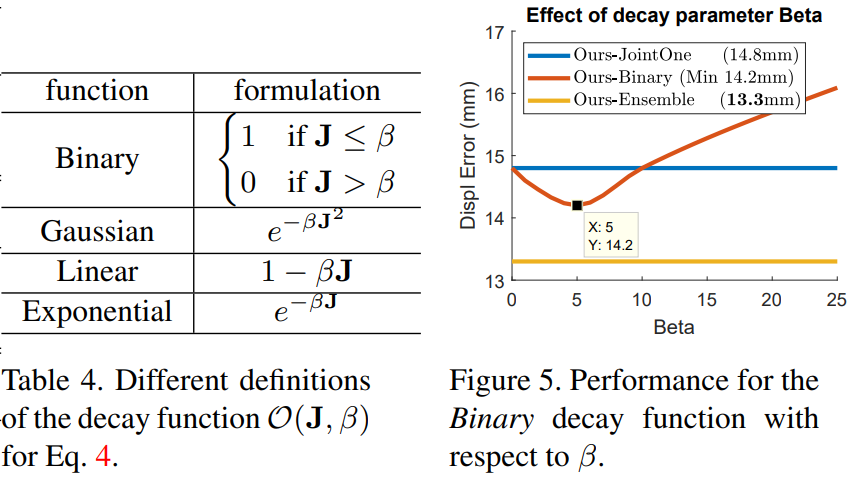 function formulation
Binary
1 if J ≤ β
0 if J > β
Gaussian e^{-βJ^2}
Linear 1 − βJ
Exponential e^{-βJ}
Table 4. Different definitions
of the decay function O(J, β)
for Eq. 4.
Effect of decay parameter Beta
Ours-JointOne (14.8mm)
Ours-Binary (Min 14.2mm)
Ours-Ensemble (13.3mm)
Displ Error (mm)
17
16
15
14
13
X: 5
Y: 14.2
0 5 10 15 20 25
Beta
Figure 5. Performance for the
Binary decay function with
respect to β.